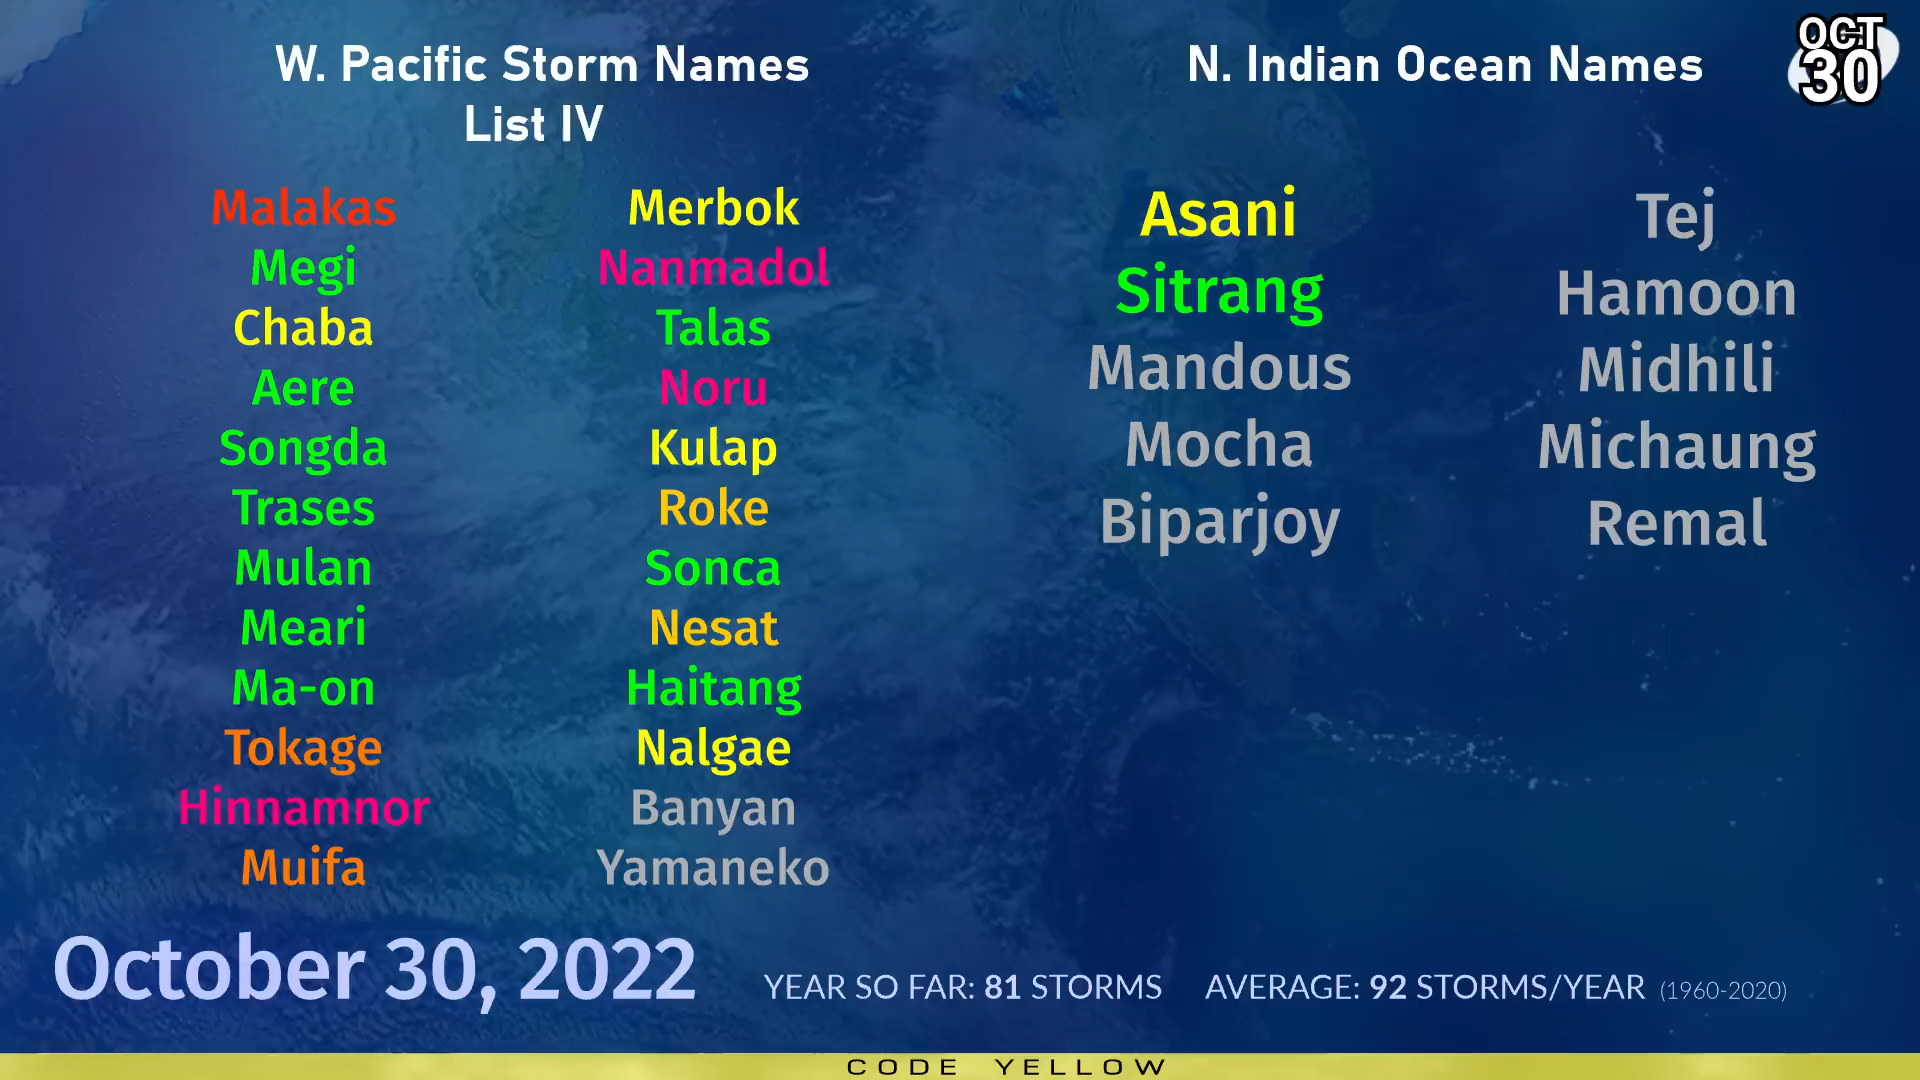 W. Pacific Storm Names
List IV
Malakas
Megi
Chaba
Aere
Songda
Trases
Mulan
Meari
Ma-on
Tokage
Hinnamnor
Muifa
Merbok
Nanmadol
Talas
Noru
Kulap
Roke
Sonca
Nesat
Haitang
Nalgae
Banyan
Yamaneko
N. Indian Ocean Names
Asani
Sitrang
Mandous
Mocha
Biparjoy
Tej
Hamoon
Midhili
Michaung
Remal
OCT
30
October 30, 2022
YEAR SO FAR: 81 STORMS
AVERAGE: 92 STORMS/YEAR (1960-2020)
CODE YELLOW